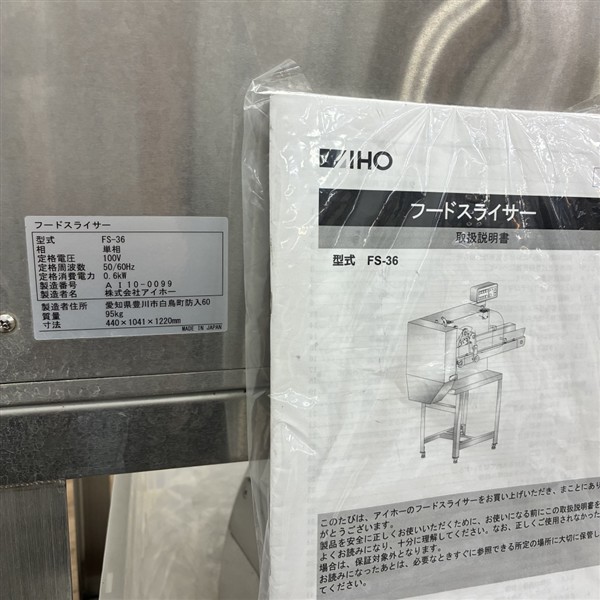 フードスライサー
型式 FS-36
相 単相
定格電圧 100V
定格周波数 50/60Hz
定格消費電力 0.6kW
製造番号 A110-0099
製造者名 株式会社アイホー
製造者住所 愛知県豊川市白鳥町防入60
質量 95kg
寸法 440×1041×1220mm
MADE IN JAPAN
AIHO
フードスライサー
取扱説明書
型式 FS-36
このたびは、アイホーのフードスライサーをお買い上げいただき、まことにあり
がとうございます。
製品を安全に正しくお使いいただくために、お使いになる前にこの取扱説明書を
よくお読みになり、十分に理解してください。なお、正しくご使用されなかった
場合は、保証対象外となります。
お読みになったあとは、必要なときすぐに参照できる所定の場所に大切に保管し
てください。